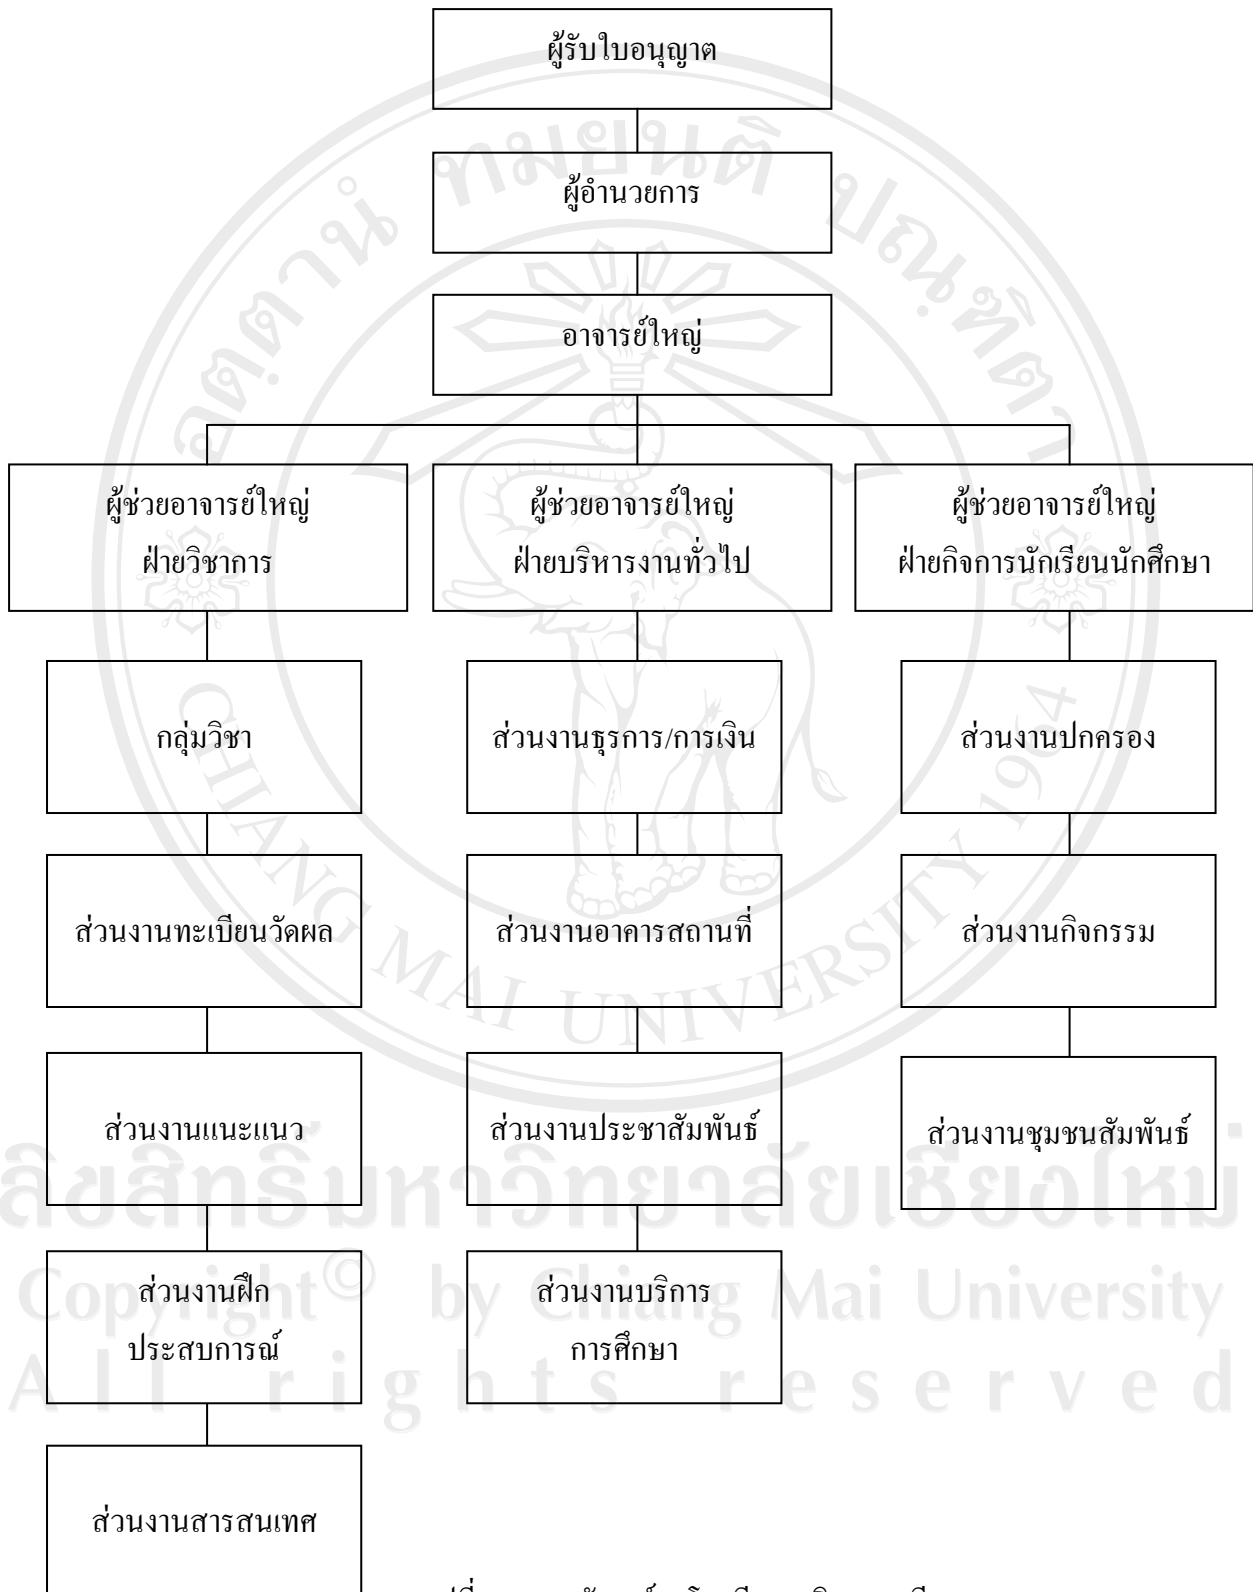 ผู้รับใบอนุญาต
ผู้อำนวยการ
อาจารย์ใหญ่
ผู้ช่วยอาจารย์ใหญ่
ฝ่ายวิชาการ
ผู้ช่วยอาจารย์ใหญ่
ฝ่ายบริหารงานทั่วไป
ผู้ช่วยอาจารย์ใหญ่
ฝ่ายกิจการนักเรียนนักศึกษา
กลุ่มวิชา
ส่วนงานธุรการ/การเงิน
ส่วนงานปกครอง
ส่วนงานทะเบียนวัดผล
ส่วนงานอาคารสถานที่
ส่วนงานกิจกรรม
ส่วนงานแนะแนว
ส่วนงานประชาสัมพันธ์
ส่วนงานชุมชนสัมพันธ์
ส่วนงานฝึก
ประสบการณ์
ส่วนงานบริการ
การศึกษา
ส่วนงานสารสนเทศ
อตฺตานํ ทมยนฺติ ปณฺฑิตา
CHIANG MAI UNIVERSITY 1964
ลิขสิทธิ์มหาวิทยาลัยเชียงใหม่
Copyright© by Chiang Mai University
All rights reserved